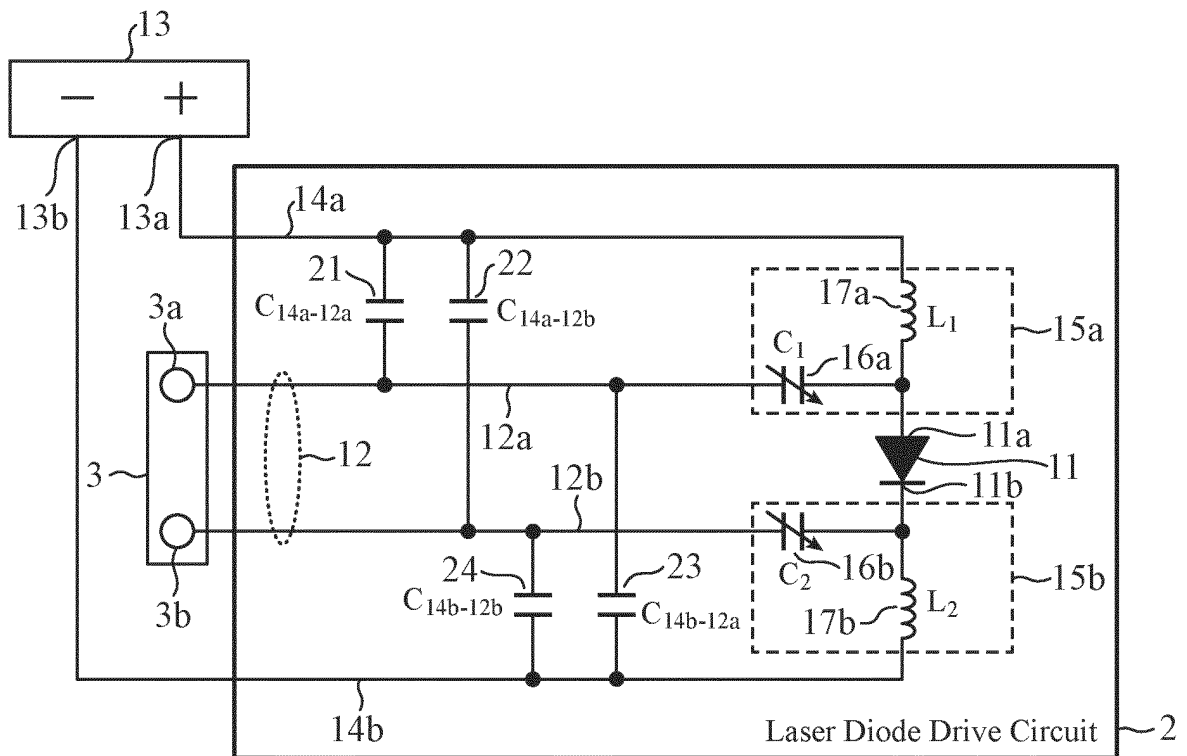 13
− +
13b
13a
14a
21
C14a-12a
22
C14a-12b
17a
L1
15a
3a
C1
16a
12a
11a
11
11b
3
12
12b
3b
24
C14b-12b
23
C14b-12a
C2
16b
17b
L2
15b
14b
Laser Diode Drive Circuit
2